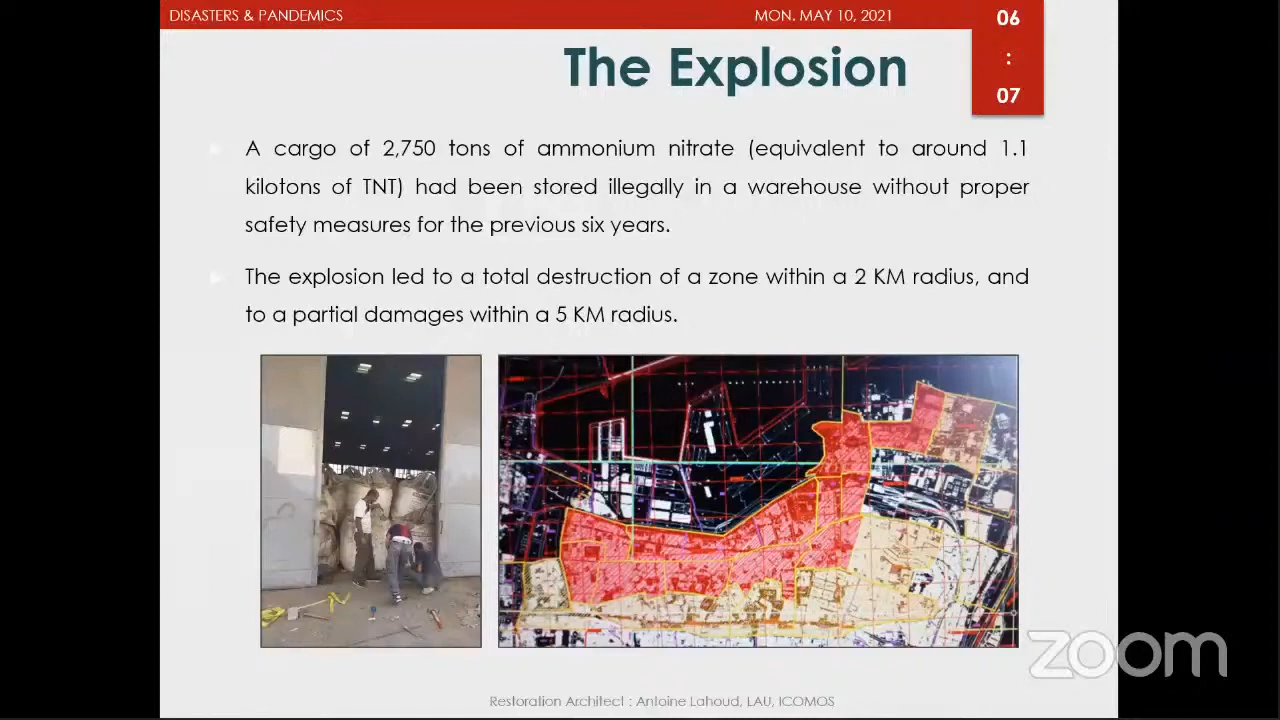 DISASTERS & PANDEMICS
MON. MAY 10, 2021
06
:
07
The Explosion
A cargo of 2,750 tons of ammonium nitrate (equivalent to around 1.1
kilotons of TNT) had been stored illegally in a warehouse without proper
safety measures for the previous six years.
The explosion led to a total destruction of a zone within a 2 KM radius, and
to a partial damages within a 5 KM radius.
zoom
Restoration Architect : Antoine Lahoud, LAU, ICOMOS